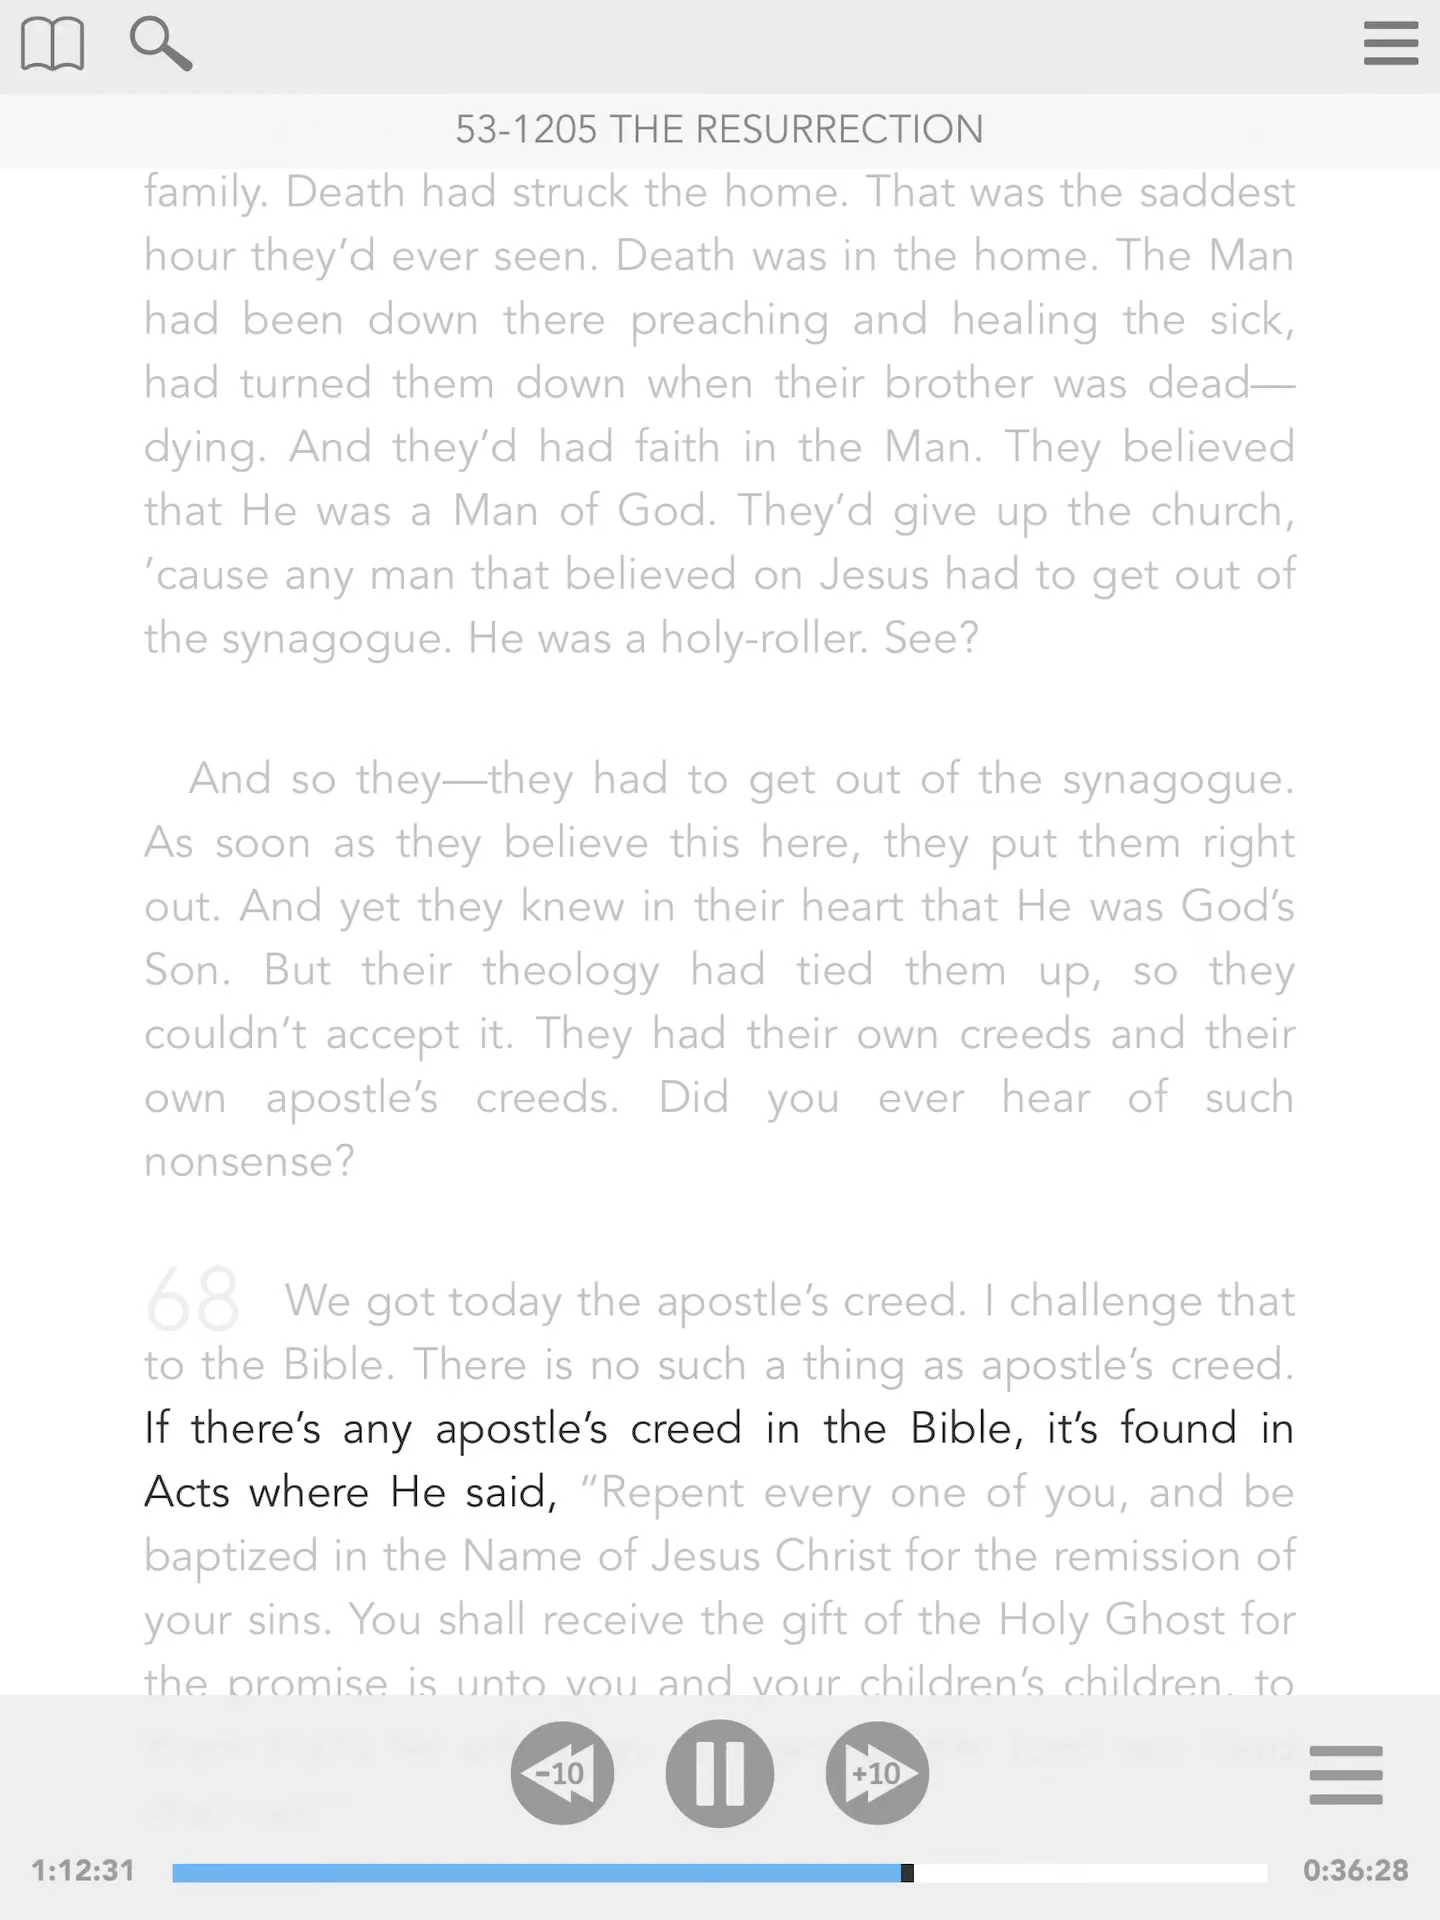 53-1205 THE RESURRECTION
family. Death had struck the home. That was the saddest
hour they’d ever seen. Death was in the home. The Man
had been down there preaching and healing the sick,
had turned them down when their brother was dead—
dying. And they’d had faith in the Man. They believed
that He was a Man of God. They’d give up the church,
’cause any man that believed on Jesus had to get out of
the synagogue. He was a holy-roller. See?
And so they—they had to get out of the synagogue.
As soon as they believe this here, they put them right
out. And yet they knew in their heart that He was God’s
Son. But their theology had tied them up, so they
couldn’t accept it. They had their own creeds and their
own apostle’s creeds. Did you ever hear of such
nonsense?
68 We got today the apostle’s creed. I challenge that
to the Bible. There is no such a thing as apostle’s creed.
If there’s any apostle’s creed in the Bible, it’s found in
Acts where He said, “Repent every one of you, and be
baptized in the Name of Jesus Christ for the remission of
your sins. You shall receive the gift of the Holy Ghost for
the promise is unto you and your children’s children, to
-10 +10
1:12:31 0:36:28